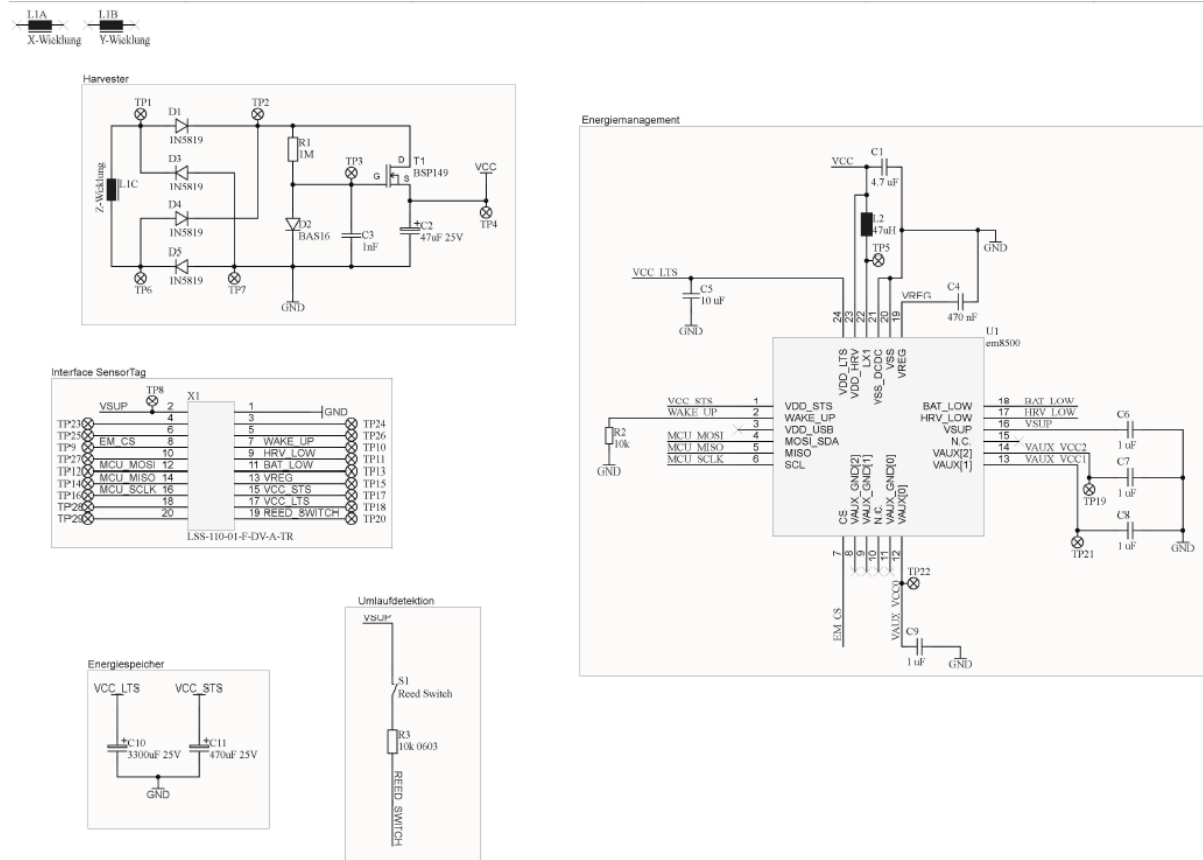 L1A L1B
X-Wicklung Y-Wicklung
Harvester
TP1 TP2
D1
1N5819
R1
1M
D3
1N5819
TP3
D T1
G S BSP149
VCC
Z-Wicklung
L1C
D4
1N5819
D2
BAS16
C3
1nF
+C2
47uF 25V
TP4
D5
1N5819
TP6 TP7
GND
Interface SensorTag
TP8 X1
VSUP 2 1 GND
TP23 4 3 TP24
TP25 6 5 TP26
TP9 EM_CS 8 7 WAKE_UP TP10
TP27 10 9 HRV_LOW TP11
TP12 MCU_MOSI 12 11 BAT_LOW TP13
TP14 MCU_MISO 14 13 VREG TP15
TP16 MCU_SCLK 16 15 VCC_STS TP17
TP28 18 17 VCC_LTS TP18
TP29 20 19 REED_SWITCH TP20
LSS-110-01-F-DV-A-TR
Energiespeicher
VCC_LTS VCC_STS
+C10
3300uF 25V
+C11
470uF 25V
GND
Umlaufdetektion
VSUP
S1
Reed Switch
R3
10k 0603
REED_SWITCH
Energiemanagement
VCC C1
4.7 uF
L2
47uH
TP5
GND
VCC_LTS
C5
10 uF
GND
VREG C4
470 nF
24 23 22 21 20 19
U1
em8500
VDD_LTS VDD_HRV LX1 VSS_DCDC VSS VREG
VCC_STS 1 VDD_STS
WAKE_UP 2 WAKE_UP
3 VDD_USB
MCU_MOSI 4 MOSI_SDA
MCU_MISO 5 MISO
MCU_SCLK 6 SCL
R2
10k
GND
BAT_LOW 18 BAT_LOW
HRV_LOW 17 HRV_LOW
VSUP 16 VSUP
N.C. 15
VAUX[2] 14 VAUX_VCC2
VAUX[1] 13 VAUX_VCC1
C6
1 uF
C7
1 uF
TP19
C8
1 uF
TP21
GND
CS VAUX_GND[2] VAUX_GND[1] N.C. VAUX_GND[0] VAUX[0]
7 8 9 10 11 12
TP22
EM_CS
VAUX_VCC0
C9
1 uF
GND